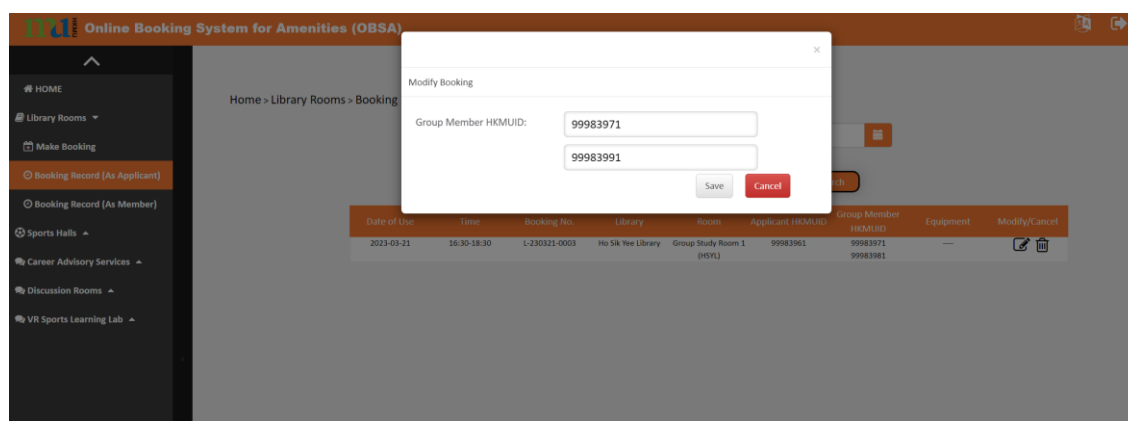 mu HKMU Online Booking System for Amenities (OBSA)
×
HOME
Modify Booking
Home > Library Rooms > Booking
Library Rooms
Group Member HKMUID: 99983971
Make Booking
99983991
Booking Record (As Applicant)
Save Cancel
rch
Booking Record (As Member)
Date of Use Time Booking No. Library Room Applicant HKMUID Group Member HKMUID Equipment Modify/Cancel
Sports Halls
2023-03-21 16:30-18:30 L-230321-0003 Ho Sik Yee Library Group Study Room 1 99983961 99983971 ----
(HSYL) 99983981
Career Advisory Services
Discussion Rooms
VR Sports Learning Lab